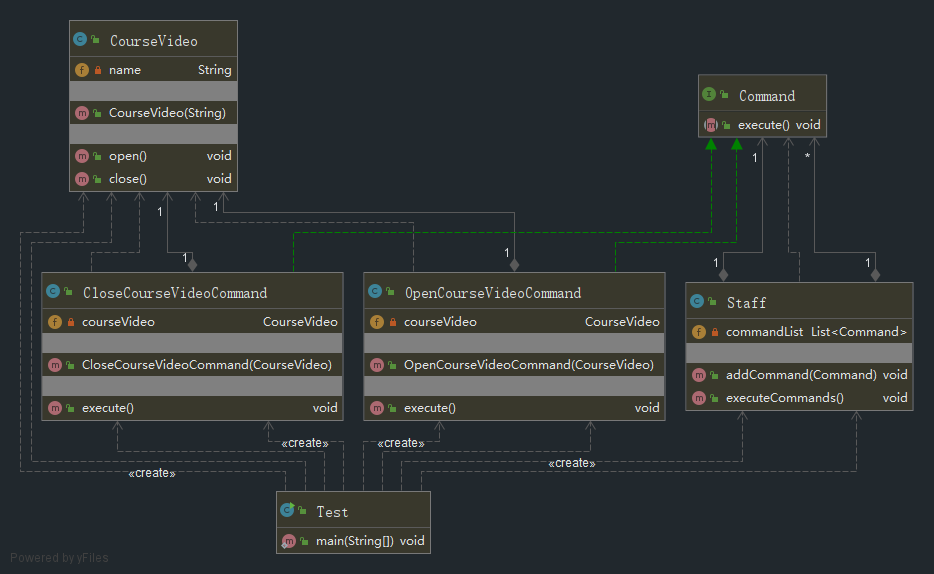 CourseVideo
name String
CourseVideo(String)
open() void
close() void
Command
execute() void
1
1
1
*
1
1
1
1
CloseCourseVideoCommand
courseVideo CourseVideo
CloseCourseVideoCommand(CourseVideo)
execute() void
OpenCourseVideoCommand
courseVideo CourseVideo
OpenCourseVideoCommand(CourseVideo)
execute() void
Staff
commandList List<Command>
addCommand(Command) void
executeCommands() void
«create»
«create»
«create»
«create»
Test
main(String[]) void
Powered by yFiles